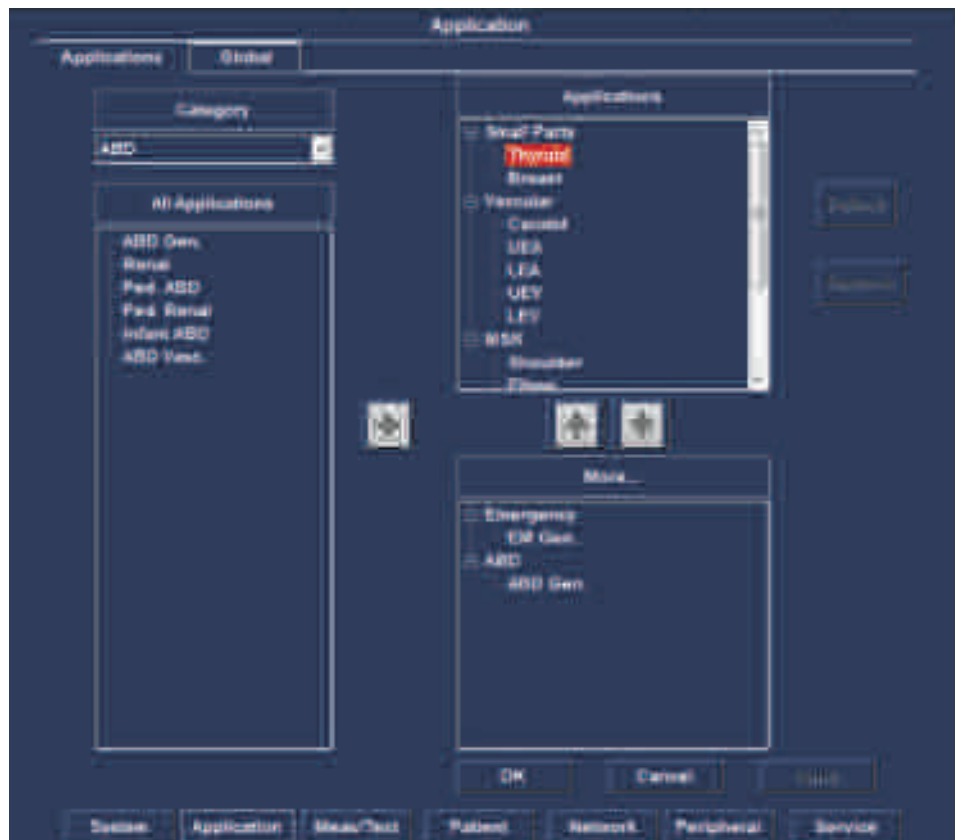 Application
Applications Global
Category
ABD
All Applications
ABD Gen.
Renal
Ped. ABD
Ped. Renal
Infant ABD
ABD Vasc.
Applications
Small Parts
Thyroid
Breast
Vascular
Carotid
UEA
LEA
UEV
LEV
MSK
Shoulder
Elbow
More...
Emergency
EM Gen.
ABD
ABD Gen.
OK Cancel
System Application Meas/Text Patient Network Peripheral Service